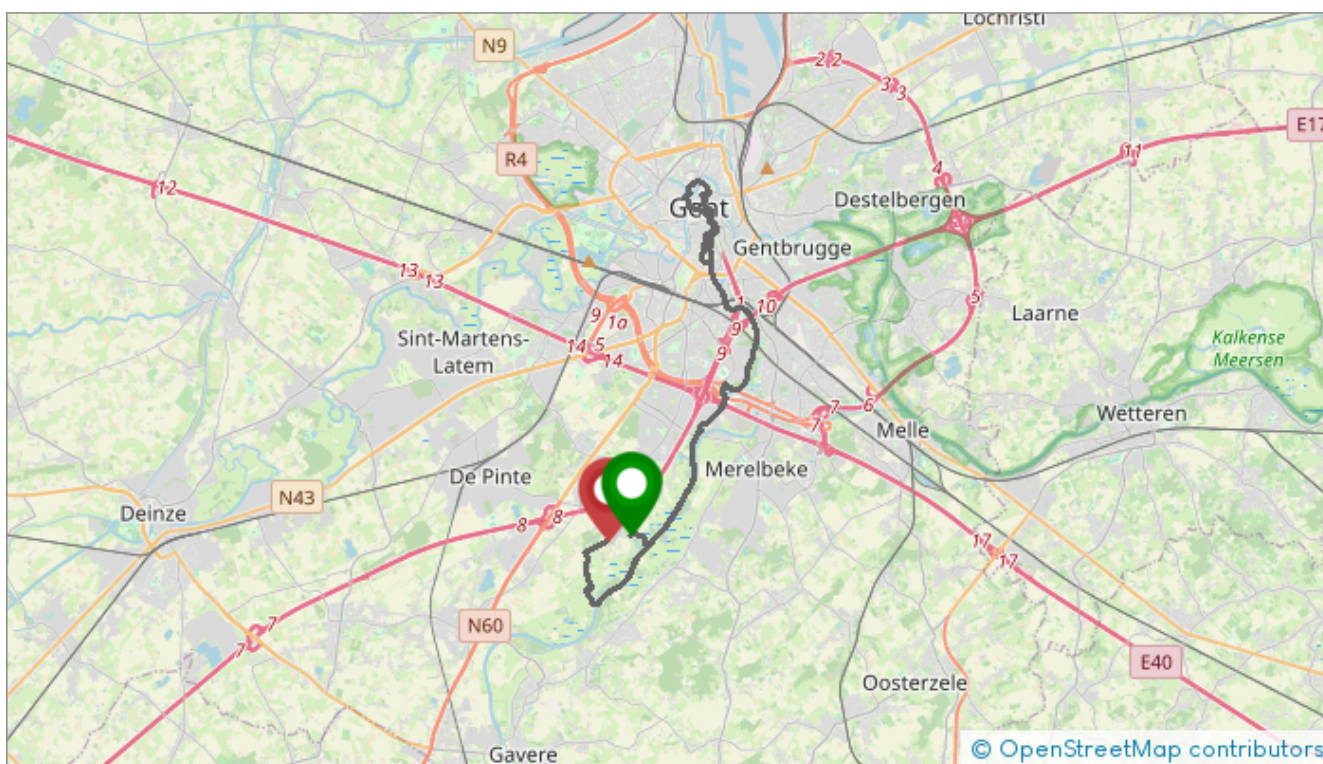 Lochristi
N9
2 2
3 3
E17
11
R4
4
12
Destelbergen
Gent
Gentbrugge
13
13
5
1
10
Laarne
9
1a
9
Kalkense
Meersen
Sint-Martens-
Latem
14
5
14
9
7
6
7
Wetteren
Melle
De Pinte
Merelbeke
N43
Deinze
8
8
17
17
N60
7
7
E40
Oosterzele
Gavere
© OpenStreetMap contributors